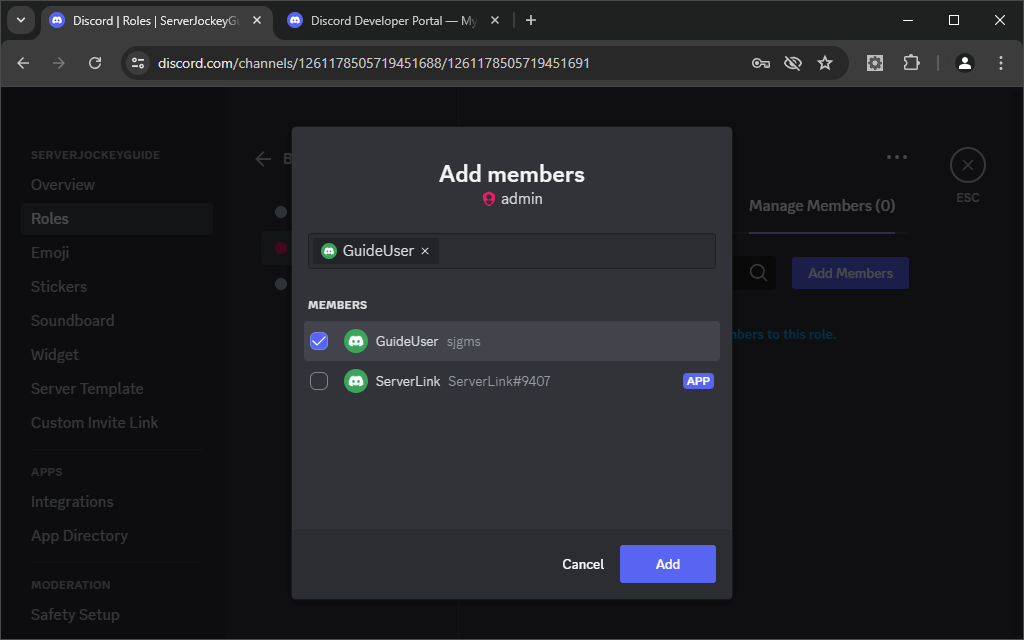 Discord | Roles | ServerJockeyGu
Discord Developer Portal — My
discord.com/channels/1261178505719451688/1261178505719451691
SERVERJOCKEYGUIDE
Overview
Roles
Emoji
Stickers
Soundboard
Widget
Server Template
Custom Invite Link
APPS
Integrations
App Directory
MODERATION
Safety Setup
B
Add members
admin
GuideUser
MEMBERS
GuideUser sjgms
ServerLink ServerLink#9407 APP
Cancel Add
Manage Members (0)
Add Members
mbers to this role.
ESC